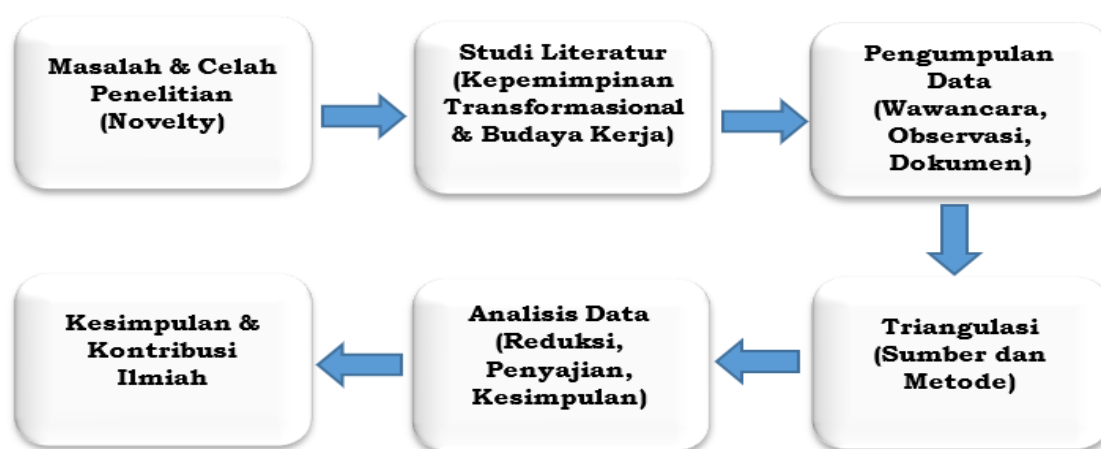 Masalah & Celah
Penelitian
(Novelty)
Studi Literatur
(Kepemimpinan
Transformasional
& Budaya Kerja)
Pengumpulan
Data
(Wawancara,
Observasi,
Dokumen)
Triangulasi
(Sumber dan
Metode)
Analisis Data
(Reduksi,
Penyajian,
Kesimpulan)
Kesimpulan &
Kontribusi
Ilmiah